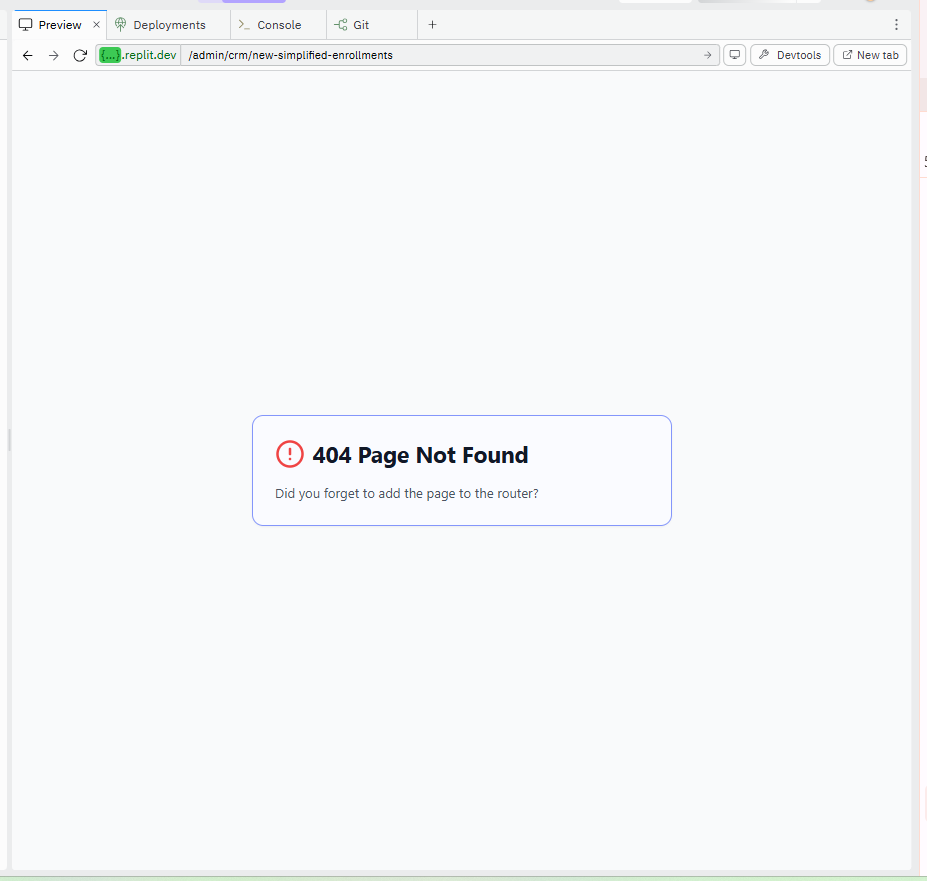 Preview
Deployments
Console
Git
{...}.replit.dev /admin/crm/new-simplified-enrollments
Devtools
New tab
404 Page Not Found
Did you forget to add the page to the router?